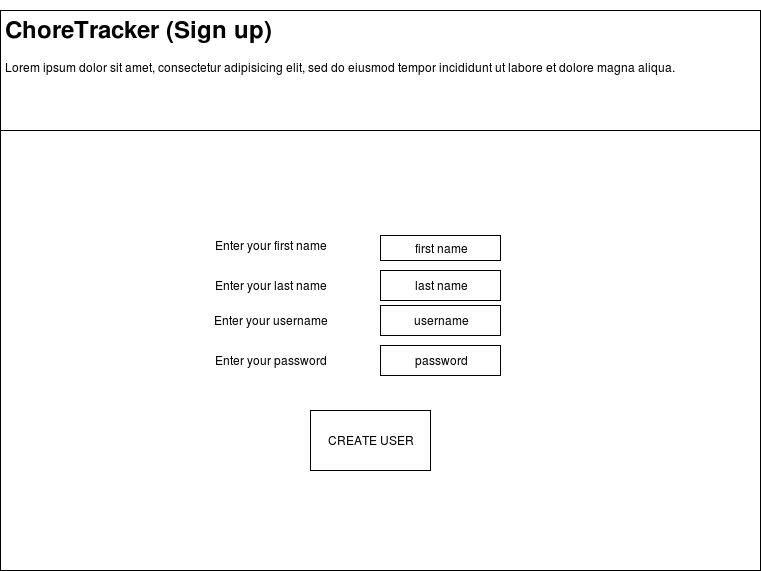 ChoreTracker (Sign up)
Lorem ipsum dolor sit amet, consectetur adipisicing elit, sed do eiusmod tempor incididunt ut labore et dolore magna aliqua.
Enter your first name first name
Enter your last name last name
Enter your username username
Enter your password password
CREATE USER